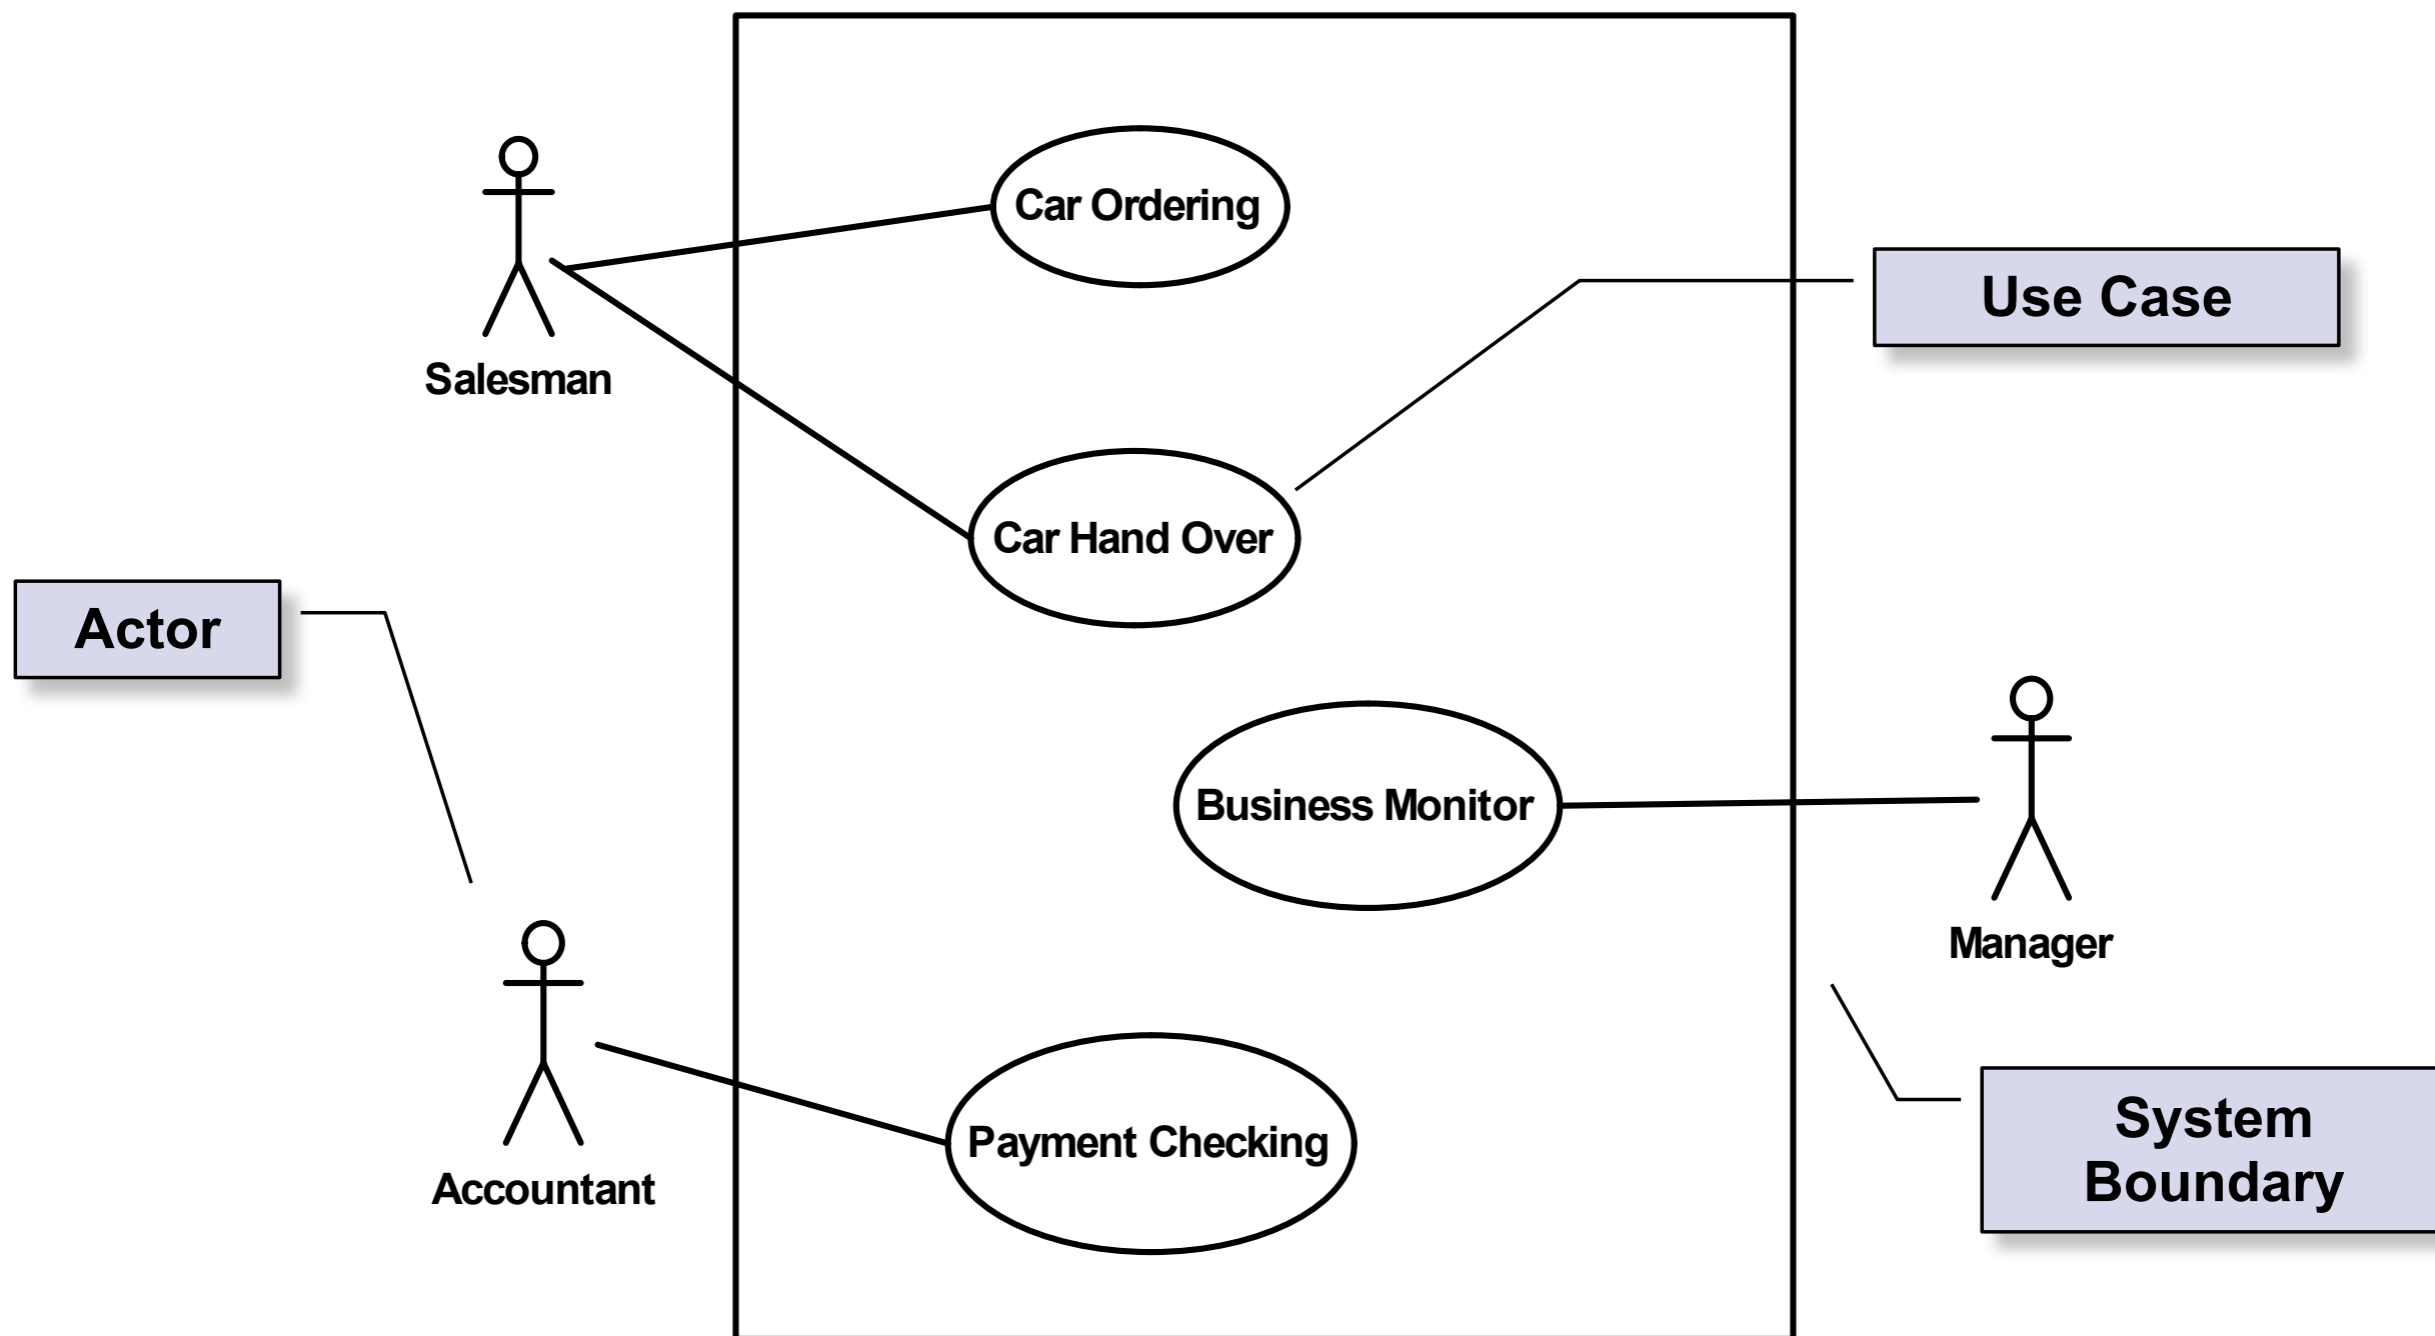 Car Ordering
Use Case
Salesman
Car Hand Over
Actor
Business Monitor
Manager
System
Boundary
Payment Checking
Accountant